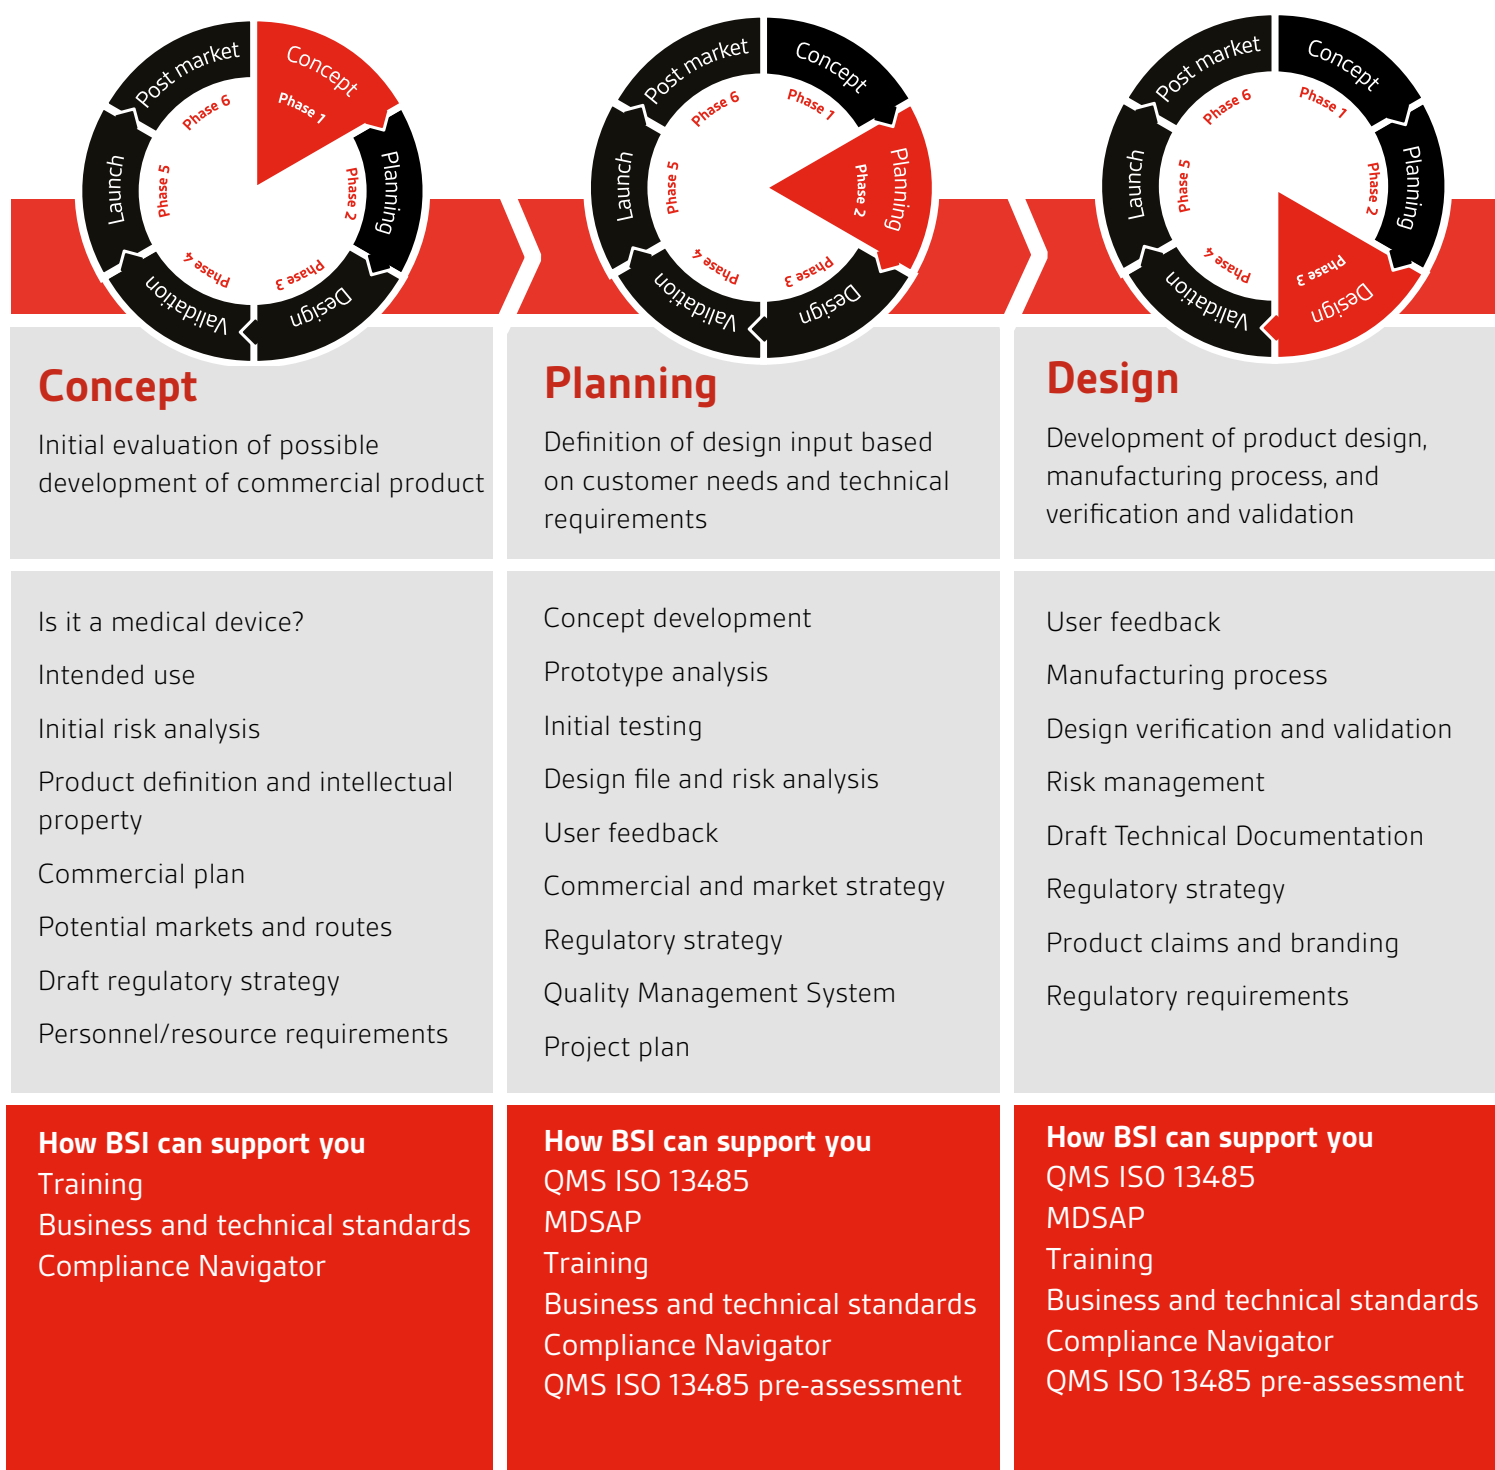 Post market
Concept
Phase 6
Phase 1
Launch
Phase 5
Phase 2
Planning
Phase 4
Phase 3
Validation
Design
Concept
Initial evaluation of possible
development of commercial product
Is it a medical device?
Intended use
Initial risk analysis
Product definition and intellectual
property
Commercial plan
Potential markets and routes
Draft regulatory strategy
Personnel/resource requirements
How BSI can support you
Training
Business and technical standards
Compliance Navigator
Post market
Concept
Phase 6
Phase 1
Launch
Phase 5
Phase 2
Planning
Phase 4
Phase 3
Validation
Design
Planning
Definition of design input based
on customer needs and technical
requirements
Concept development
Prototype analysis
Initial testing
Design file and risk analysis
User feedback
Commercial and market strategy
Regulatory strategy
Quality Management System
Project plan
How BSI can support you
QMS ISO 13485
MDSAP
Training
Business and technical standards
Compliance Navigator
QMS ISO 13485 pre-assessment
Post market
Concept
Phase 6
Phase 1
Launch
Phase 5
Phase 2
Planning
Phase 4
Phase 3
Validation
Design
Design
Development of product design,
manufacturing process, and
verification and validation
User feedback
Manufacturing process
Design verification and validation
Risk management
Draft Technical Documentation
Regulatory strategy
Product claims and branding
Regulatory requirements
How BSI can support you
QMS ISO 13485
MDSAP
Training
Business and technical standards
Compliance Navigator
QMS ISO 13485 pre-assessment